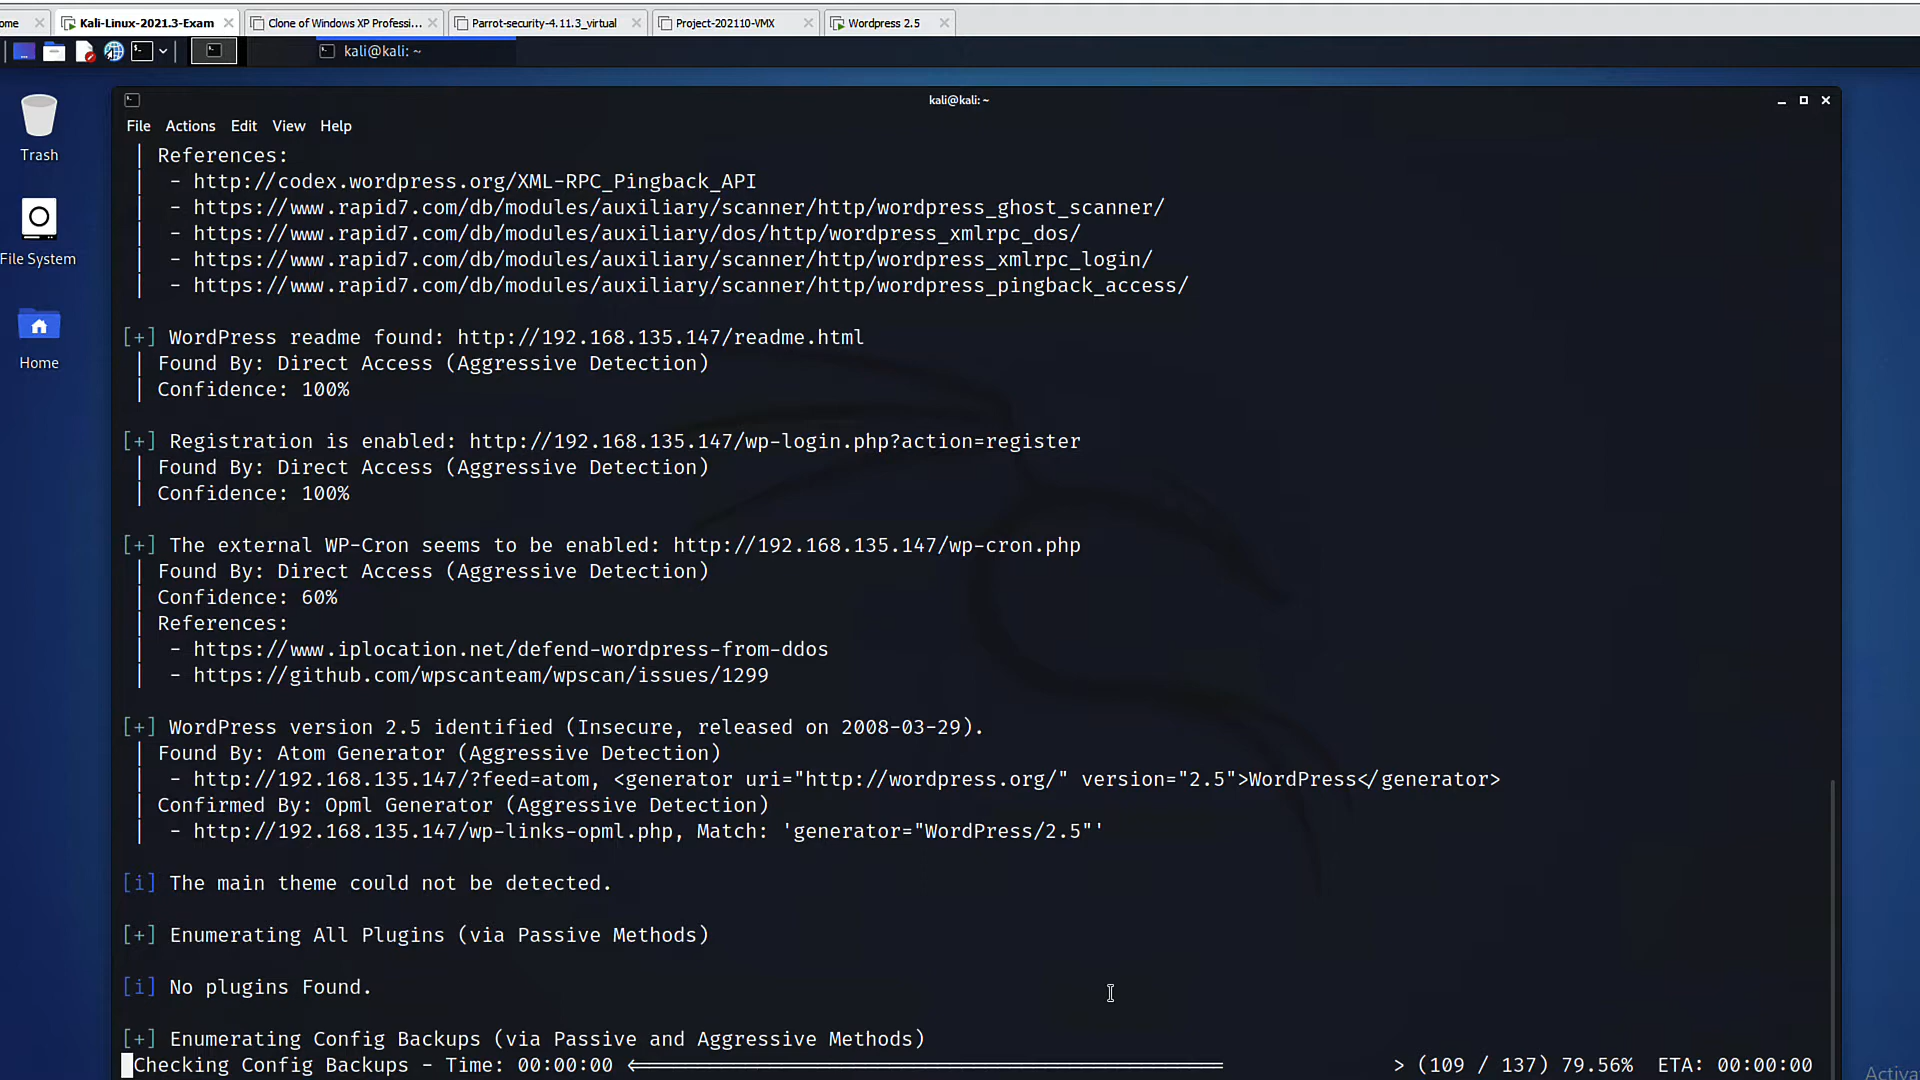 ome
Kali-Linux-2021.3-Exam
Clone of Windows XP Professi...
Parrot-security-4.11.3_virtual
Project-202110-VMX
Wordpress 2.5
kali@kali: ~
kali@kali: ~
File Actions Edit View Help
Trash
File System
Home
| References:
|  - http://codex.wordpress.org/XML-RPC_Pingback_API
|  - https://www.rapid7.com/db/modules/auxiliary/scanner/http/wordpress_ghost_scanner/
|  - https://www.rapid7.com/db/modules/auxiliary/dos/http/wordpress_xmlrpc_dos/
|  - https://www.rapid7.com/db/modules/auxiliary/scanner/http/wordpress_xmlrpc_login/
|  - https://www.rapid7.com/db/modules/auxiliary/scanner/http/wordpress_pingback_access/
[+] WordPress readme found: http://192.168.135.147/readme.html
| Found By: Direct Access (Aggressive Detection)
| Confidence: 100%
[+] Registration is enabled: http://192.168.135.147/wp-login.php?action=register
| Found By: Direct Access (Aggressive Detection)
| Confidence: 100%
[+] The external WP-Cron seems to be enabled: http://192.168.135.147/wp-cron.php
| Found By: Direct Access (Aggressive Detection)
| Confidence: 60%
| References:
|  - https://www.iplocation.net/defend-wordpress-from-ddos
|  - https://github.com/wpscanteam/wpscan/issues/1299
[+] WordPress version 2.5 identified (Insecure, released on 2008-03-29).
| Found By: Atom Generator (Aggressive Detection)
|  - http://192.168.135.147/?feed=atom, <generator uri="http://wordpress.org/" version="2.5">WordPress</generator>
| Confirmed By: Opml Generator (Aggressive Detection)
|  - http://192.168.135.147/wp-links-opml.php, Match: 'generator="WordPress/2.5"'
[i] The main theme could not be detected.
[+] Enumerating All Plugins (via Passive Methods)
[i] No plugins Found.
[+] Enumerating Config Backups (via Passive and Aggressive Methods)
Checking Config Backups - Time: 00:00:00 <================================================= > (109 / 137) 79.56% ETA: 00:00:00
Activa